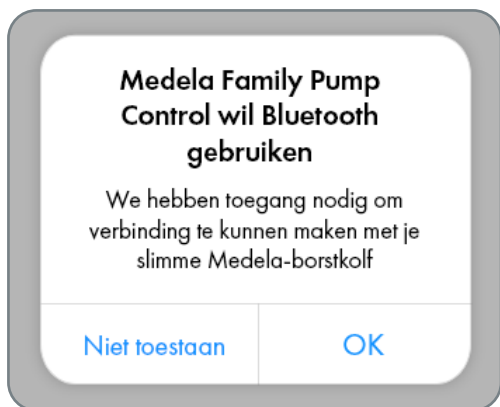 Medela Family Pump
Control wil Bluetooth
gebruiken
We hebben toegang nodig om
verbinding te kunnen maken met je
slimme Medela-borstkolf
Niet toestaan
OK